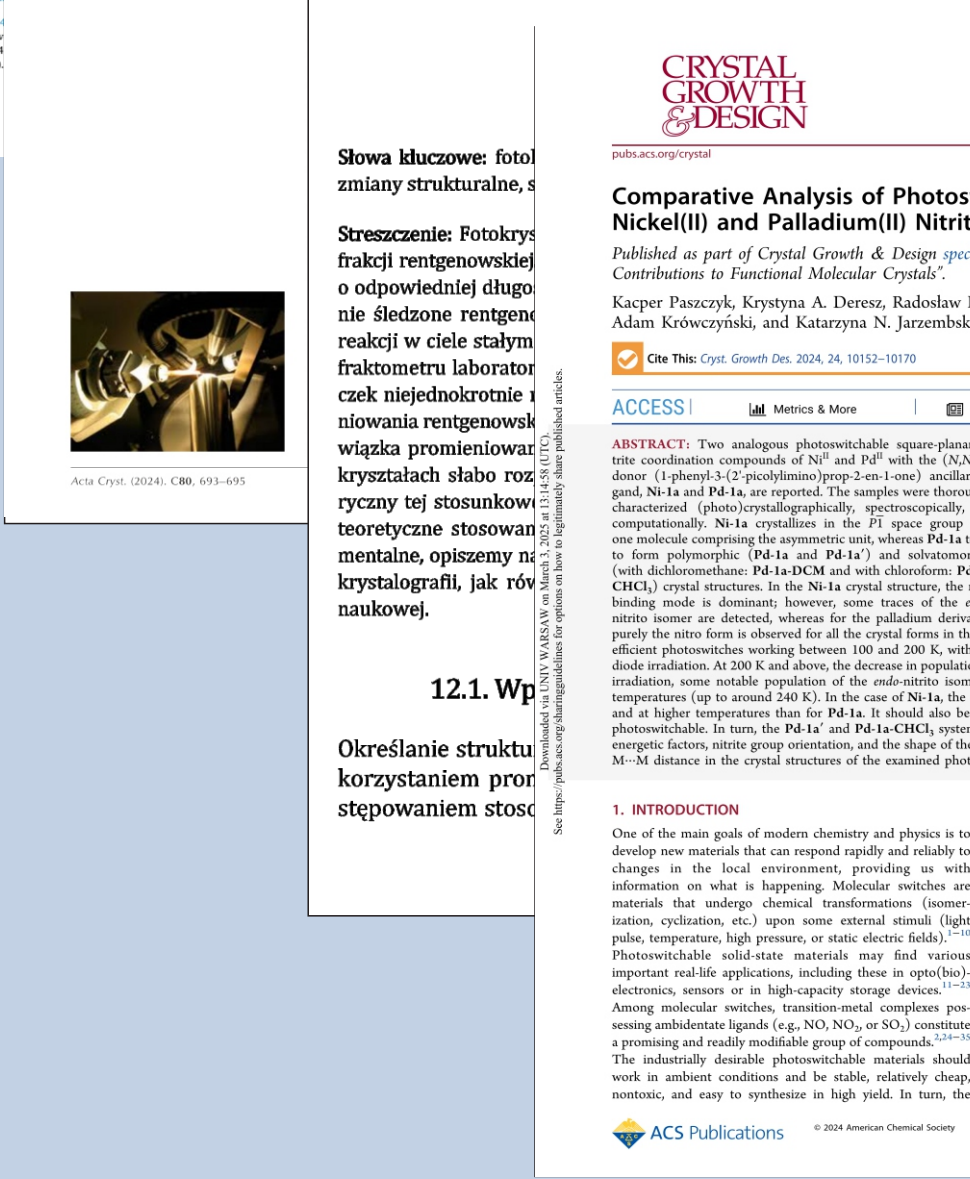 Acta Cryst. (2024). C80, 693–695
Słowa kluczowe: fotol
zmiany strukturalne, s
Streszczenie: Fotokrys
frakcji rentgenowskiej
o odpowiedniej długo
nie śledzone rentgeno
reakcji w ciele stałym
fraktometru laborator
czek niejednokrotnie
niowania rentgenowsk
wiązka promieniowan
kryształach słabo roz
ryczny tej stosunkowo
teoretyczne stosowan
mentalne, opiszemy na
krystalografii, jak rów
naukowej.
12.1. Wp
Określanie struktu
korzystaniem pron
stępowaniem stoso
Downloaded via UNIV WARSAW on March 3, 2025 at 13:14:58 (UTC).
See https://pubs.acs.org/sharingguidelines for options on how to legitimately share published articles.
CRYSTAL
GROWTH
&DESIGN
pubs.acs.org/crystal
Comparative Analysis of Photos
Nickel(II) and Palladium(II) Nitrit
Published as part of Crystal Growth & Design spec
Contributions to Functional Molecular Crystals".
Kacper Paszczyk, Krystyna A. Deresz, Radosław
Adam Krówczyński, and Katarzyna N. Jarzembsk
Cite This: Cryst. Growth Des. 2024, 24, 10152–10170
ACCESS
Metrics & More
ABSTRACT: Two analogous photoswitchable square-planar
trite coordination compounds of NiII and PdII with the (N,N
donor (1-phenyl-3-(2′-picolylimino)prop-2-en-1-one) ancillar
gand, Ni-1a and Pd-1a, are reported. The samples were thorou
characterized (photo)crystallographically, spectroscopically,
computationally. Ni-1a crystallizes in the P1̅ space group
one molecule comprising the asymmetric unit, whereas Pd-1a t
to form polymorphic (Pd-1a and Pd-1a′) and solvatomor
(with dichloromethane: Pd-1a-DCM and with chloroform: Pd
CHCl3) crystal structures. In the Ni-1a crystal structure, the
binding mode is dominant; however, some traces of the e
nitrito isomer are detected, whereas for the palladium deriva
purely the nitro form is observed for all the crystal forms in th
efficient photoswitches working between 100 and 200 K, with
diode irradiation. At 200 K and above, the decrease in populatio
irradiation, some notable population of the endo-nitrito isom
temperatures (up to around 240 K). In the case of Ni-1a, the
and at higher temperatures than for Pd-1a. It should also be
photoswitchable. In turn, the Pd-1a′ and Pd-1a-CHCl3 system
energetic factors, nitrite group orientation, and the shape of the
M···M distance in the crystal structures of the examined phot
1. INTRODUCTION
One of the main goals of modern chemistry and physics is to
develop new materials that can respond rapidly and reliably to
changes in the local environment, providing us with
information on what is happening. Molecular switches are
materials that undergo chemical transformations (isomer-
ization, cyclization, etc.) upon some external stimuli (light
pulse, temperature, high pressure, or static electric fields).1−10
Photoswitchable solid-state materials may find various
important real-life applications, including these in opto(bio)-
electronics, sensors or in high-capacity storage devices.11−23
Among molecular switches, transition-metal complexes pos-
sessing ambidentate ligands (e.g., NO, NO2, or SO2) constitute
a promising and readily modifiable group of compounds.2,24−35
The industrially desirable photoswitchable materials should
work in ambient conditions and be stable, relatively cheap,
nontoxic, and easy to synthesize in high yield. In turn, the
ACS Publications
© 2024 American Chemical Society